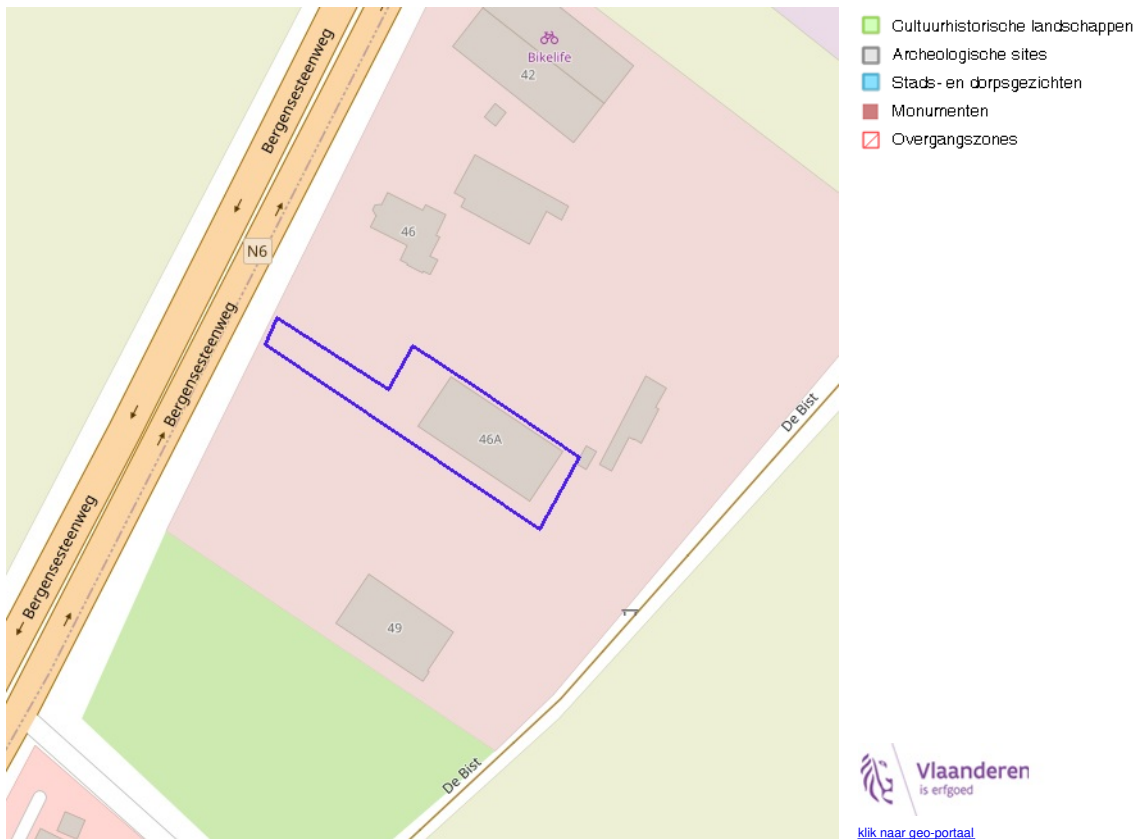 Bergensesteenweg
Bikelife
42
46
N6
Bergensesteenweg
46A
De Bist
Bergensesteenweg
49
De Bist
Cultuurhistorische landschappen
Archeologische sites
Stads- en dorpsgezichten
Monumenten
Overgangszones
Vlaanderen
is erfgoed
klik naar geo-portaal